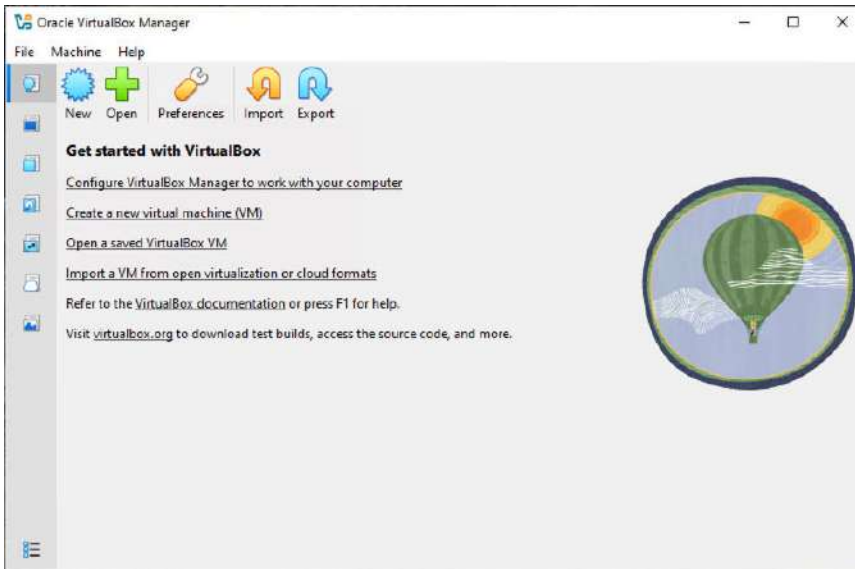 Oracle VirtualBox Manager
File Machine Help
New Open Preferences Import Export
Get started with VirtualBox
Configure VirtualBox Manager to work with your computer
Create a new virtual machine (VM)
Open a saved VirtualBox VM
Import a VM from open virtualization or cloud formats
Refer to the VirtualBox documentation or press F1 for help.
Visit virtualbox.org to download test builds, access the source code, and more.